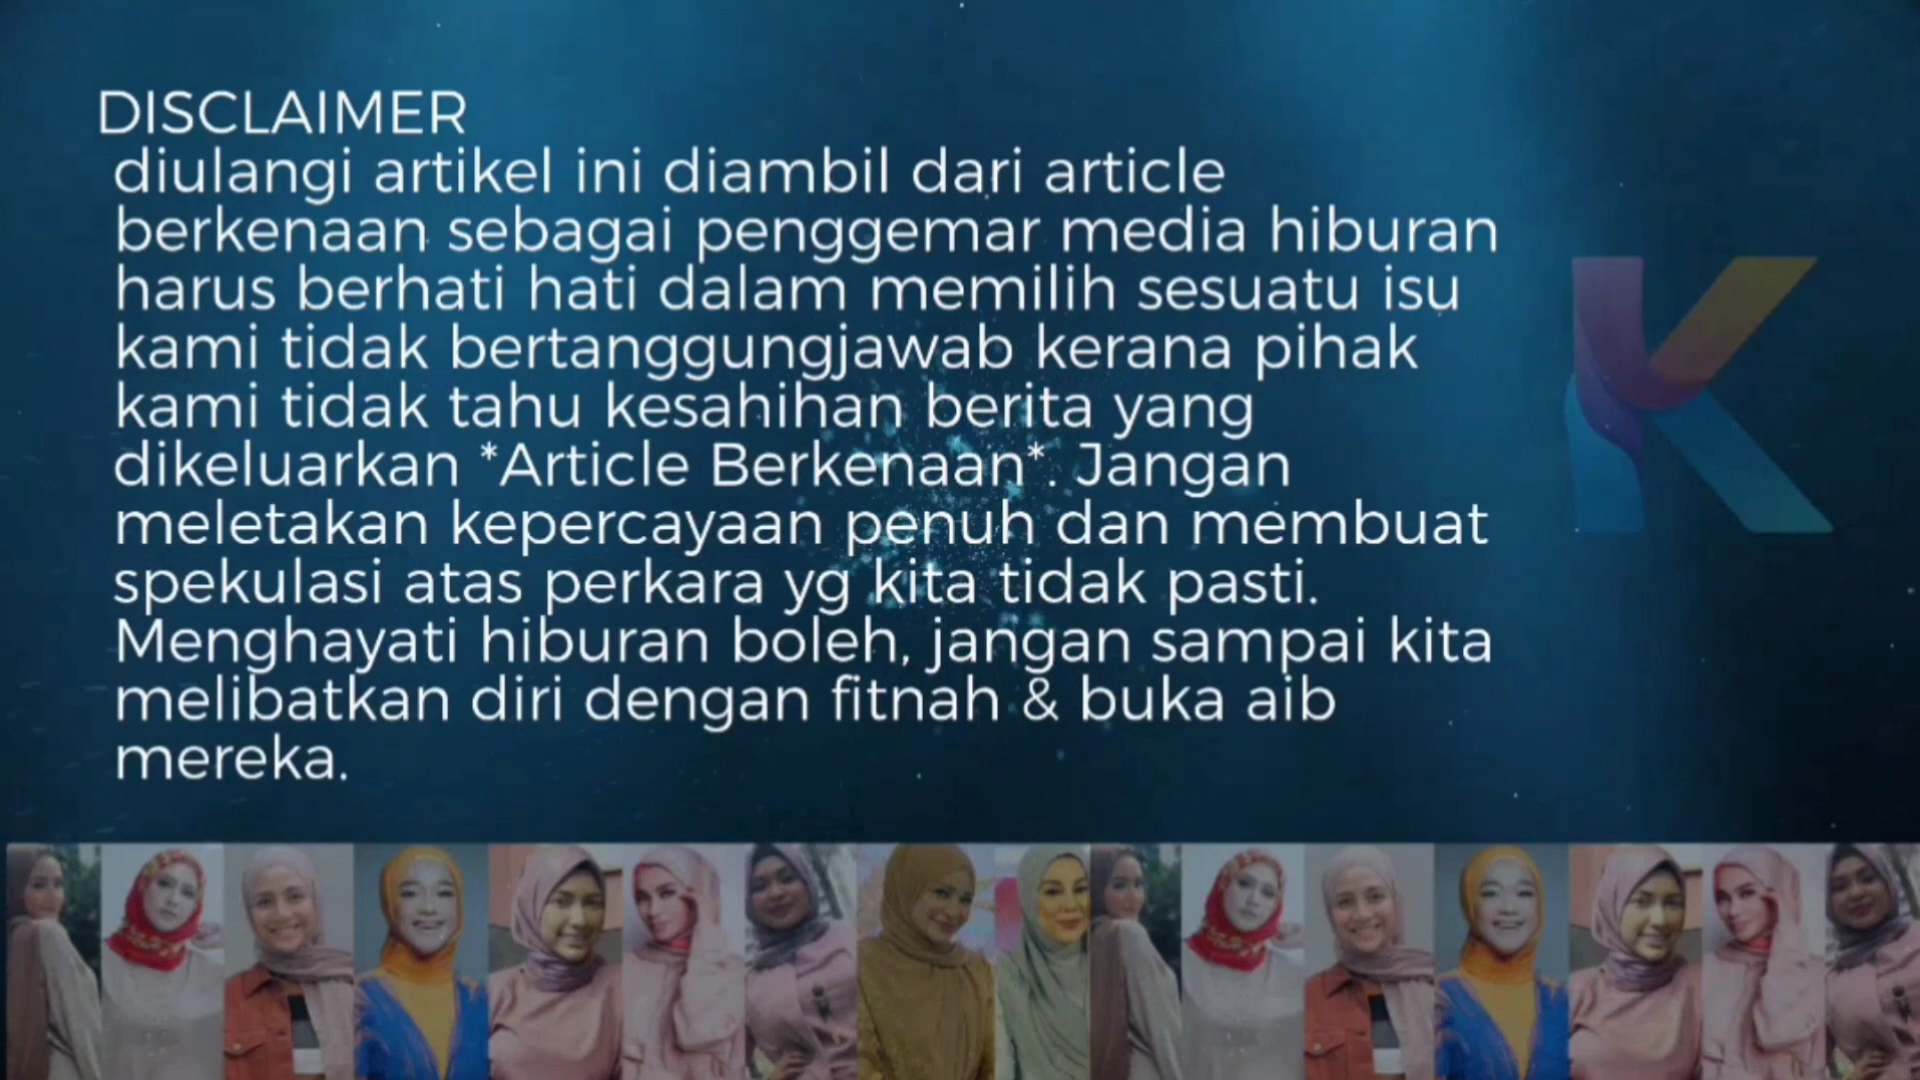 DISCLAIMER
diulangi artikel ini diambil dari article
berkenaan sebagai penggemar media hiburan
harus berhati hati dalam memilih sesuatu isu
kami tidak bertanggungjawab kerana pihak
kami tidak tahu kesahihan berita yang
dikeluarkan *Article Berkenaan*. Jangan
meletakan kepercayaan penuh dan membuat
spekulasi atas perkara yg kita tidak pasti.
Menghayati hiburan boleh, jangan sampai kita
melibatkan diri dengan fitnah & buka aib
mereka.
K